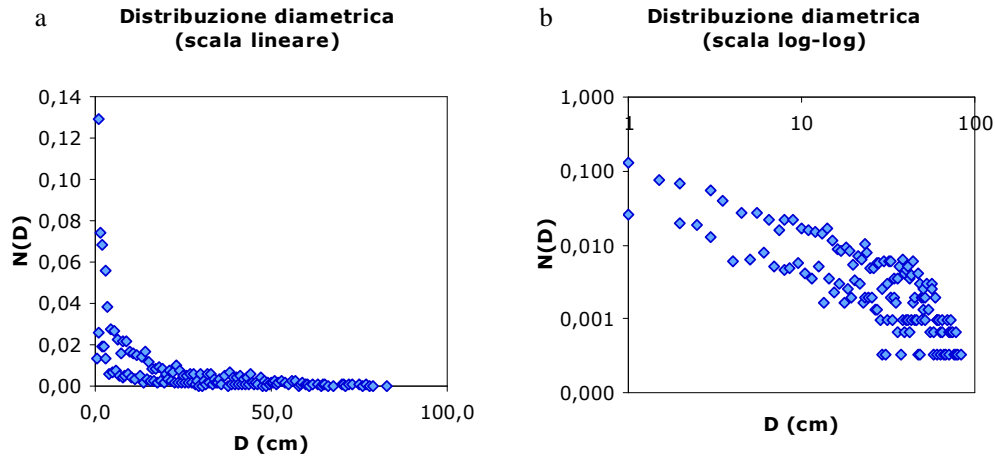 a
Distribuzione diametrica
(scala lineare)
0,14
0,12
0,10
0,08
0,06
0,04
0,02
0,00
N(D)
0,0
50,0
100,0
D (cm)
b
Distribuzione diametrica
(scala log-log)
1,000
0,100
0,010
0,001
0,000
N(D)
1
10
100
D (cm)